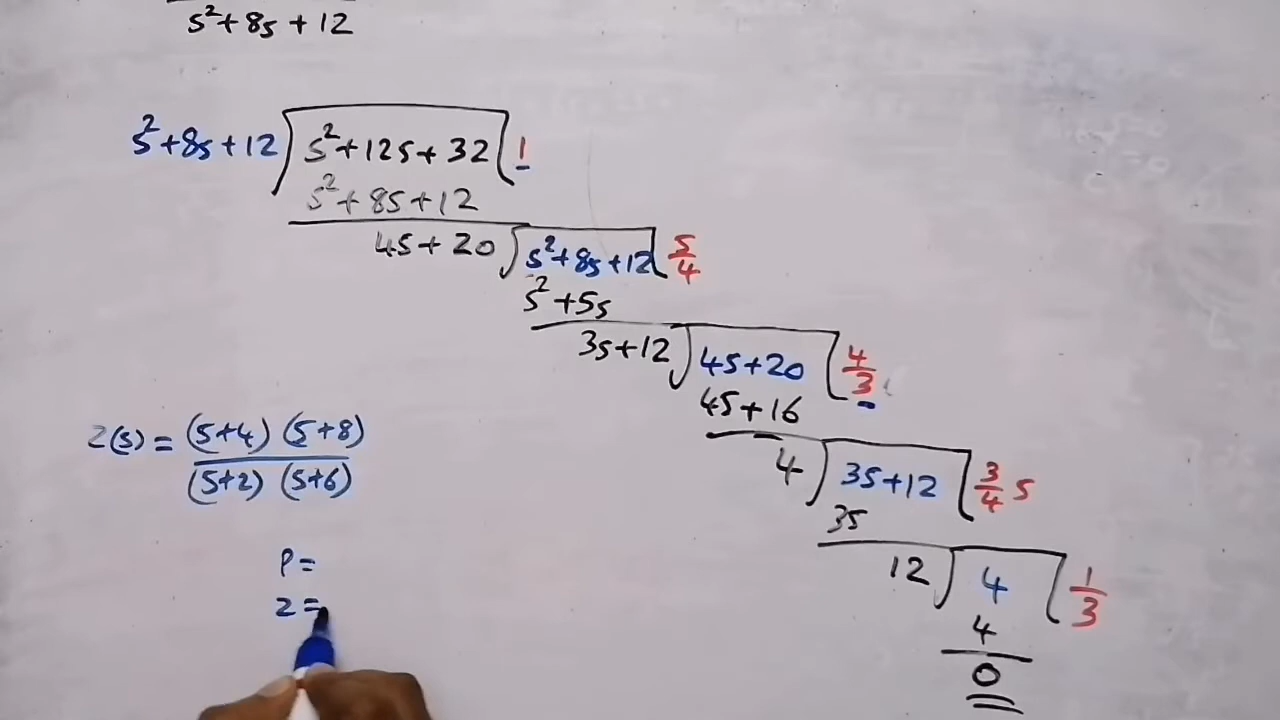 s²+8s+12
s²+8s+12 ) s²+12s+32 ( 1
s²+8s+12
4s+20 ) s²+8s+12 ( 5/4
s²+5s
3s+12 ) 4s+20 ( 4/3
4s+16
4 ) 3s+12 ( 3/4 s
3s
12 ) 4 ( 1/3
4
0
Z(s) = (s+4) (s+8)
(s+2) (s+6)
P =
Z =